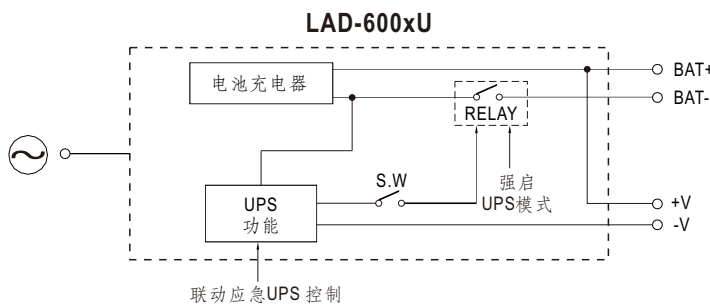 LAD-600xU
电池充电器
BAT+
BAT-
RELAY
强启
UPS模式
S.W
UPS
功能
+V
-V
联动应急UPS 控制